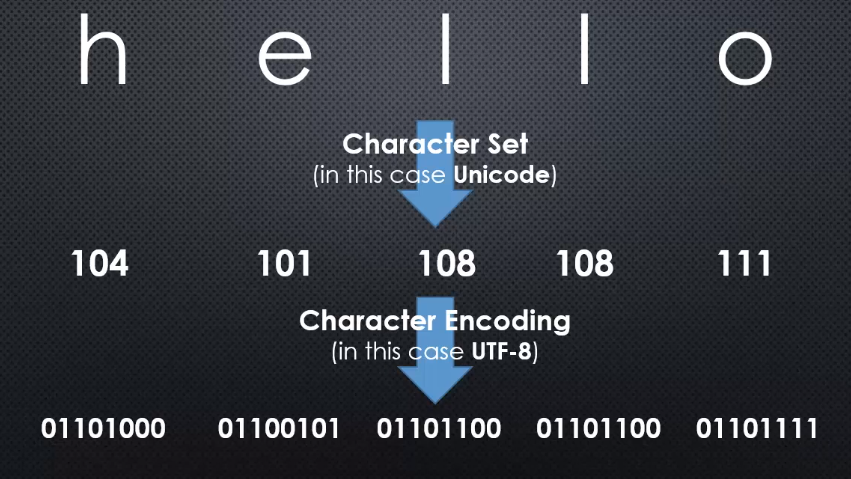 h e l l o
Character Set
(in this case Unicode)
104 101 108 108 111
Character Encoding
(in this case UTF-8)
01101000 01100101 01101100 01101100 01101111